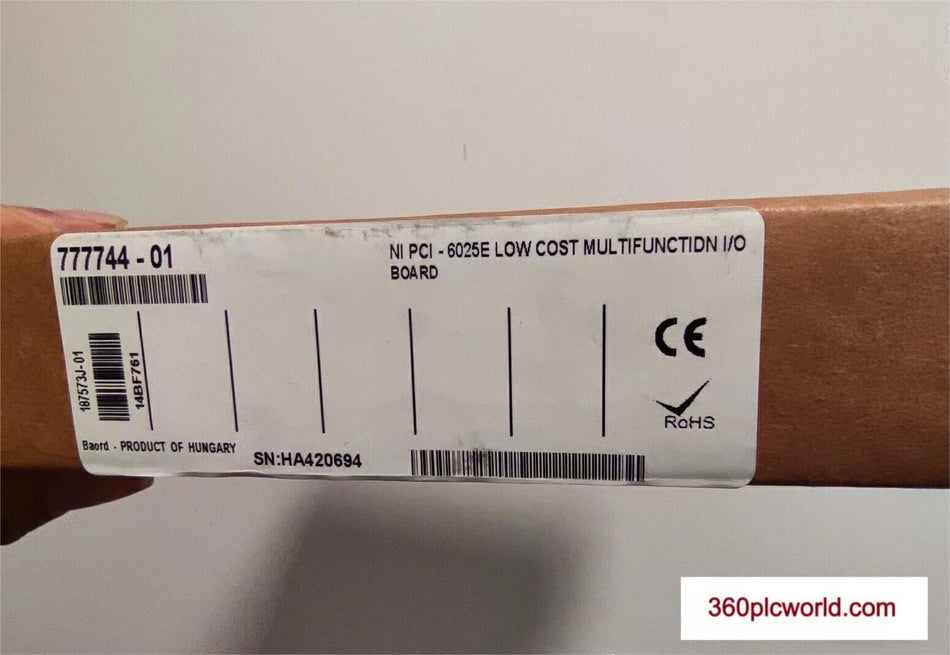 777744 - 01
NI PCI - 6025E LOW COST MULTIFUNCTIDN I/O
BOARD
187573J-01
14BF761
CE
RoHS
Baord - PRODUCT OF HUNGARY
SN:HA420694
360plcworld.com